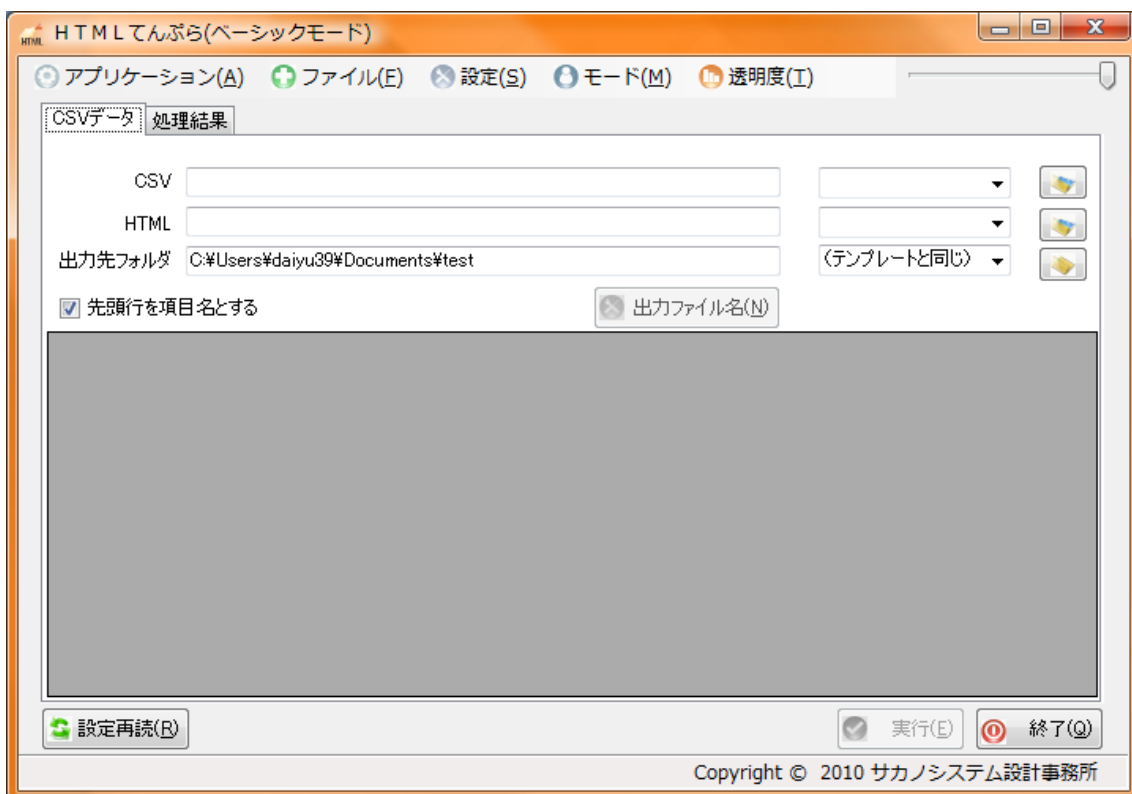 HTML HTMLてんぷら(ベーシックモード)
アプリケーション(A) ファイル(F) 設定(S) モード(M) 透明度(T)
CSVデータ 処理結果
CSV
HTML
出力先フォルダ C:¥Users¥daiyu39¥Documents¥test (テンプレートと同じ)
先頭行を項目名とする 出力ファイル名(N)
設定再読(R) 実行(E) 終了(Q)
Copyright © 2010 サカノシステム設計事務所